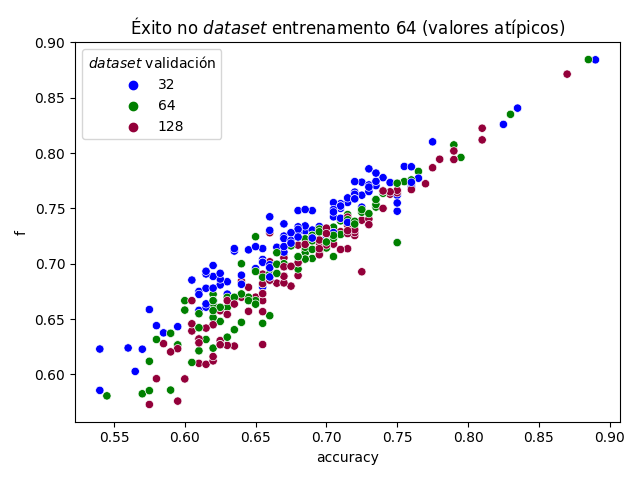 Éxito no dataset entrenamento 64 (valores atípicos)
dataset validación
32
64
128
0.90
0.85
0.80
0.75
0.70
0.65
0.60
f
0.55 0.60 0.65 0.70 0.75 0.80 0.85 0.90
accuracy